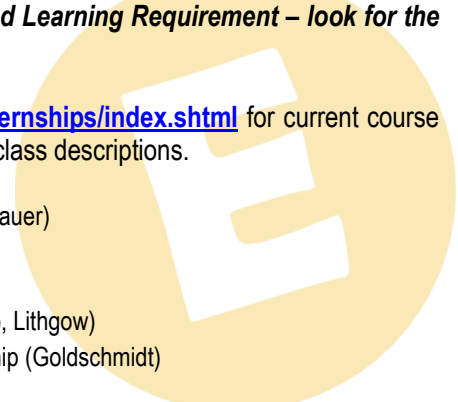 d Learning Requirement – look for the
ernships/index.shtml for current course
class descriptions.
auer)
, Lithgow)
ip (Goldschmidt)
E